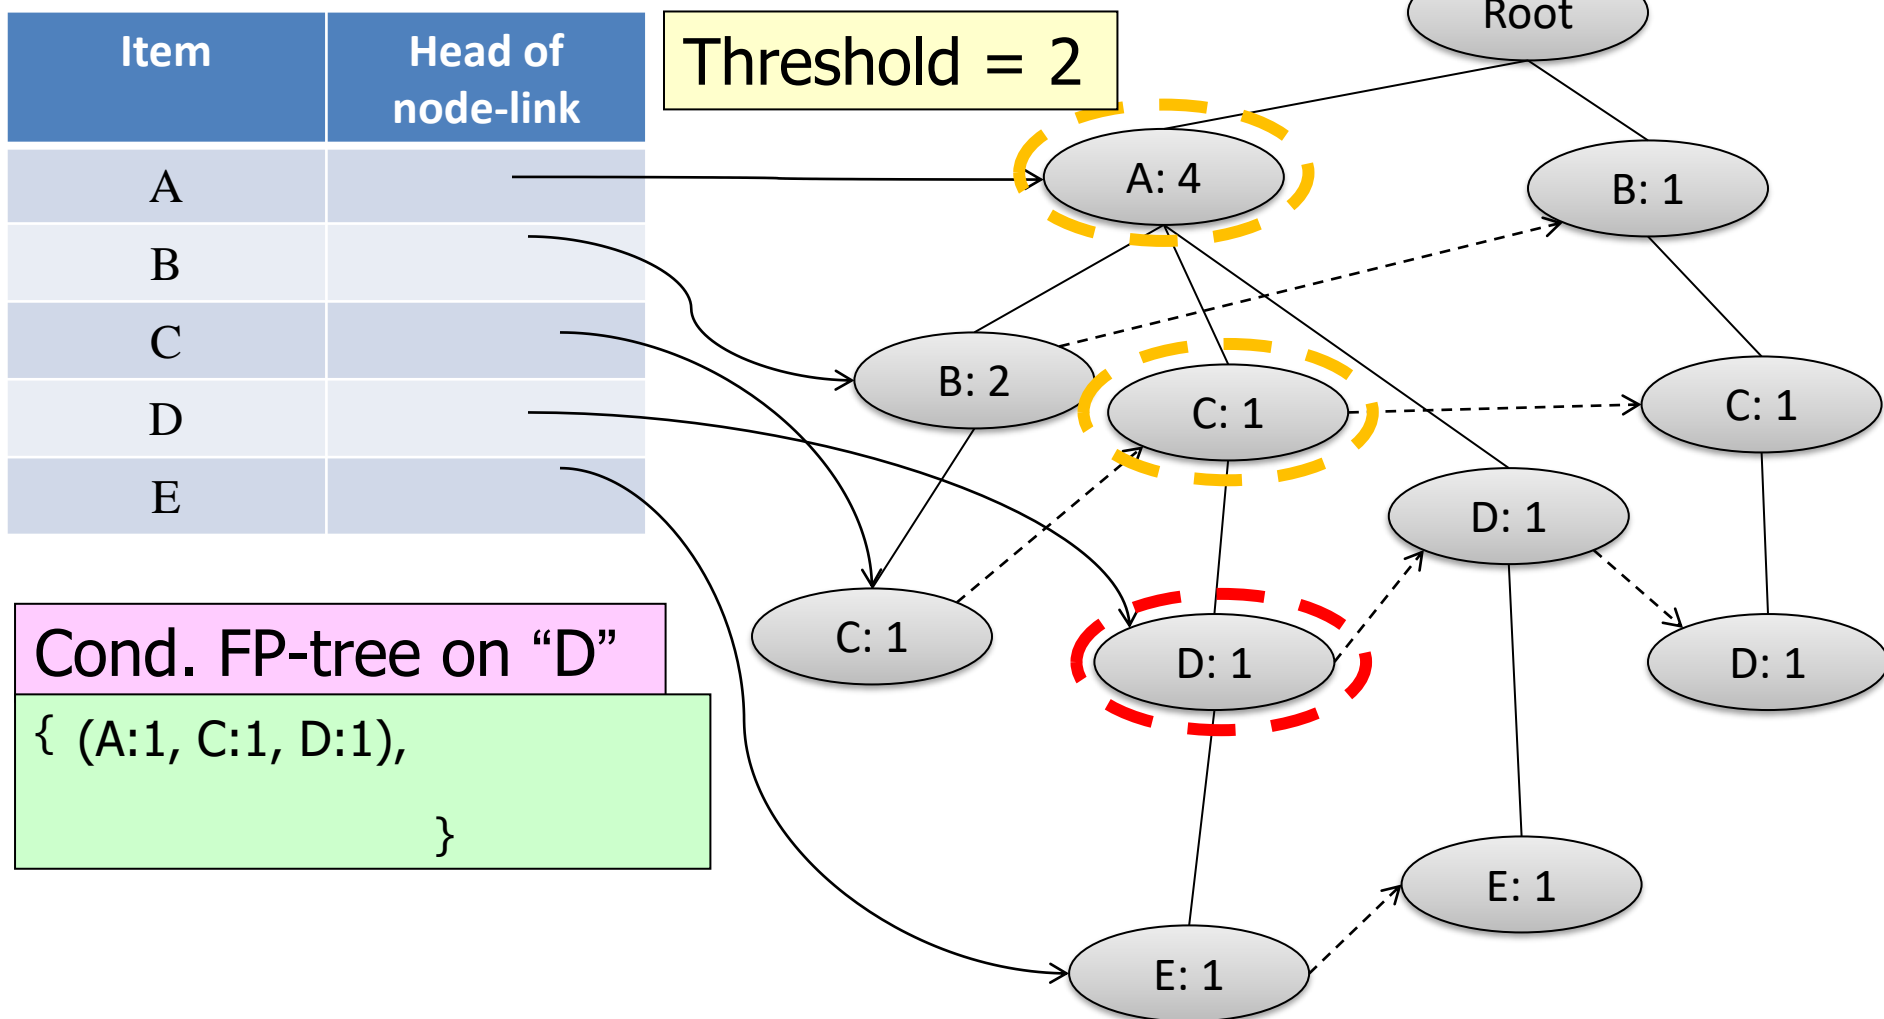 Item
Head of
node-link
A
B
C
D
E
Threshold = 2
Root
A: 4
B: 1
B: 2
C: 1
C: 1
D: 1
C: 1
D: 1
D: 1
E: 1
E: 1
Cond. FP-tree on “D”
{ (A:1, C:1, D:1),
}